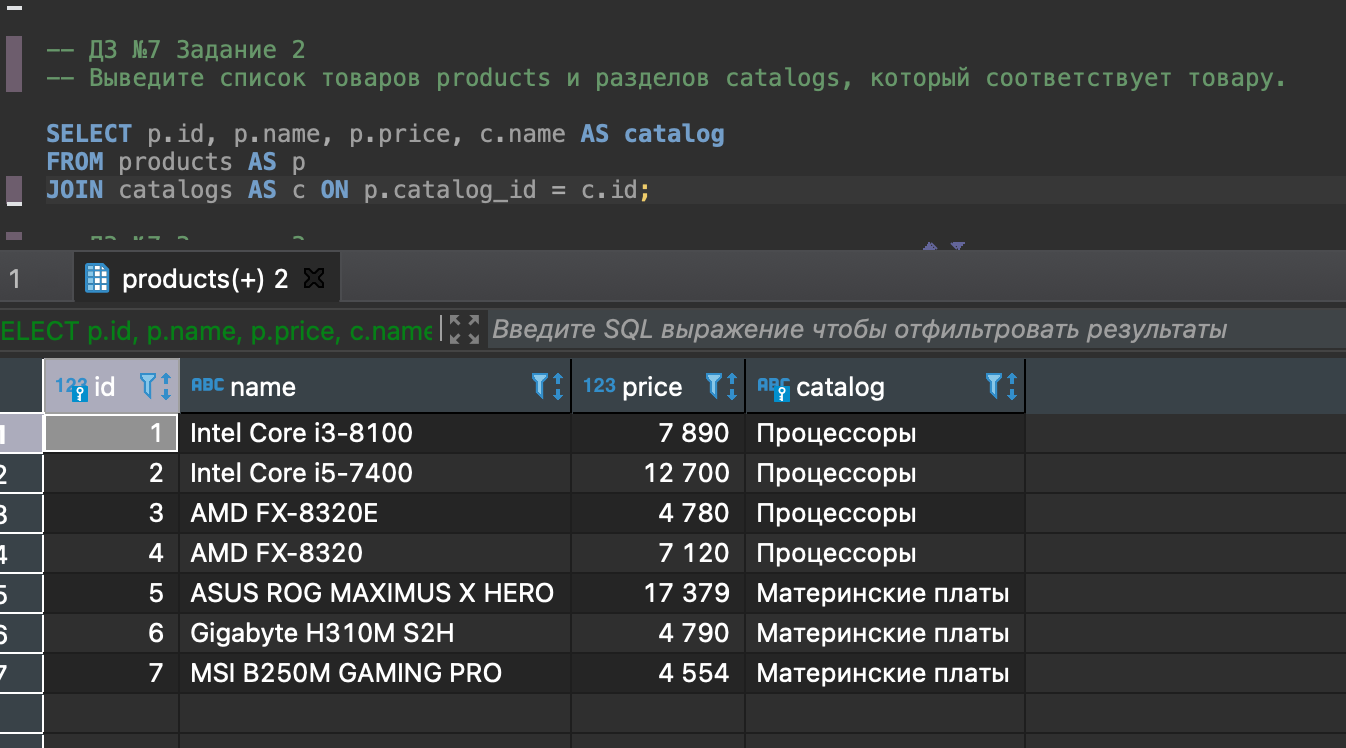 -- ДЗ №7 Задание 2
-- Выведите список товаров products и разделов catalogs, который соответствует товару.
SELECT p.id, p.name, p.price, c.name AS catalog
FROM products AS p
JOIN catalogs AS c ON p.catalog_id = c.id;
1 products(+) 2
ELECT p.id, p.name, p.price, c.name Введите SQL выражение чтобы отфильтровать результаты
123 id ABC name 123 price ABC catalog
1 1 Intel Core i3-8100 7 890 Процессоры
2 2 Intel Core i5-7400 12 700 Процессоры
3 3 AMD FX-8320E 4 780 Процессоры
4 4 AMD FX-8320 7 120 Процессоры
5 5 ASUS ROG MAXIMUS X HERO 17 379 Материнские платы
6 6 Gigabyte H310M S2H 4 790 Материнские платы
7 7 MSI B250M GAMING PRO 4 554 Материнские платы